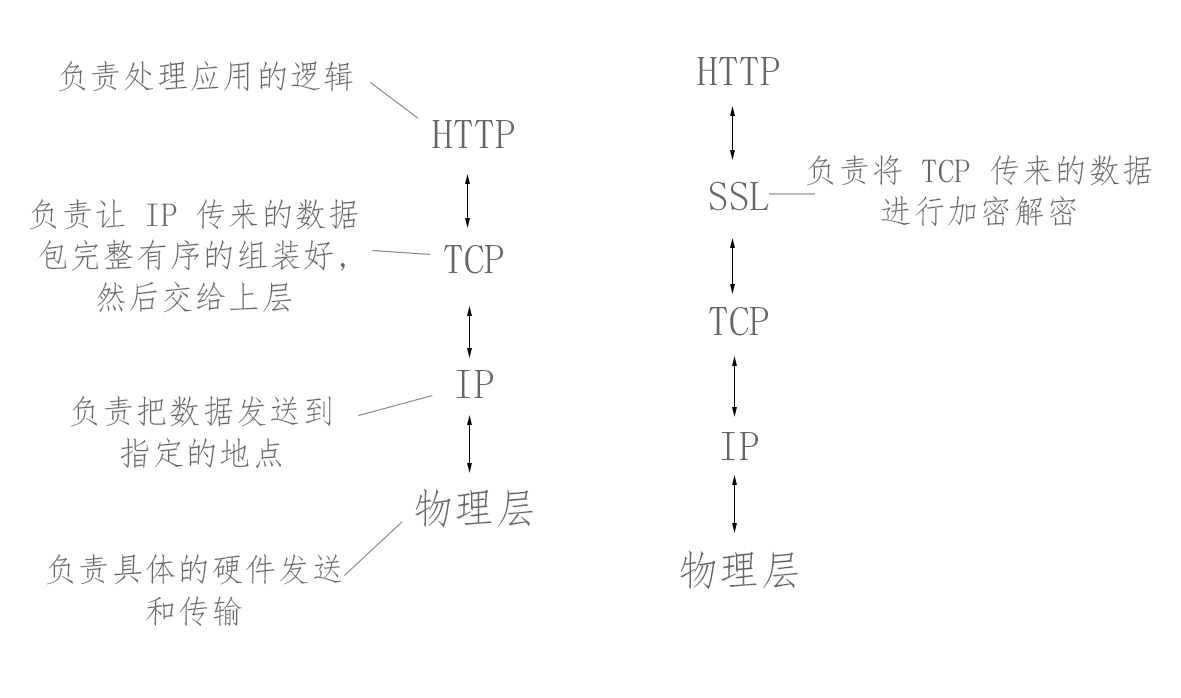 负责处理应用的逻辑
HTTP
负责让 IP 传来的数据
包完整有序的组装好，
然后交给上层
TCP
IP
负责把数据发送到
指定的地点
物理层
负责具体的硬件发送
和传输
HTTP
SSL
负责将 TCP 传来的数据
进行加密解密
TCP
IP
物理层